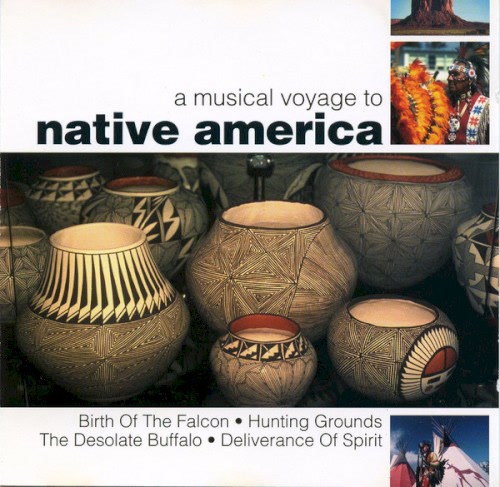 a musical voyage to
native america
Birth Of The Falcon • Hunting Grounds
The Desolate Buffalo • Deliverance Of Spirit